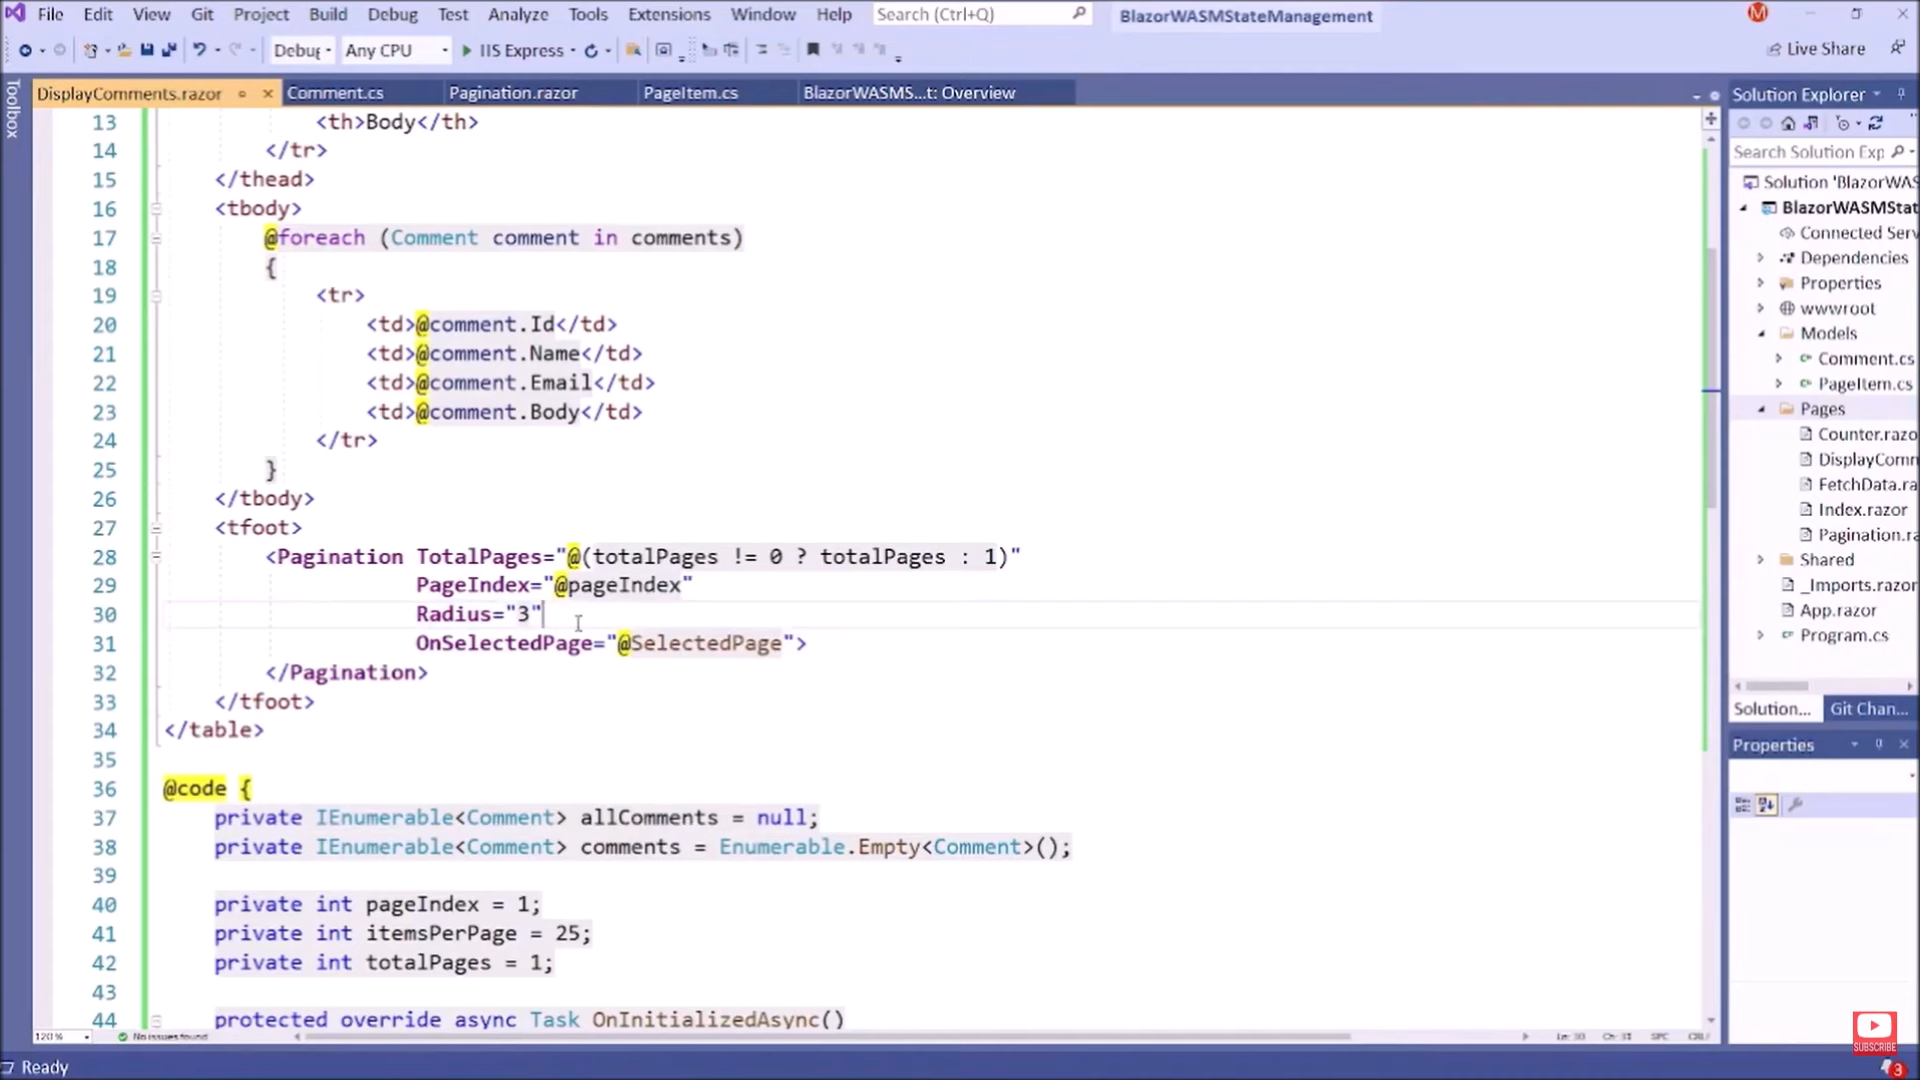 File Edit View Git Project Build Debug Test Analyze Tools Extensions Window Help Search (Ctrl+Q) BlazorWASMStateManagement
Debug Any CPU IIS Express Live Share
Toolbox
DisplayComments.razor Comment.cs Pagination.razor PageItem.cs BlazorWASMS...t: Overview
13 <th>Body</th>
14 </tr>
15 </thead>
16 <tbody>
17 @foreach (Comment comment in comments)
18 {
19 <tr>
20 <td>@comment.Id</td>
21 <td>@comment.Name</td>
22 <td>@comment.Email</td>
23 <td>@comment.Body</td>
24 </tr>
25 }
26 </tbody>
27 <tfoot>
28 <Pagination TotalPages="@(totalPages != 0 ? totalPages : 1)"
29 PageIndex="@pageIndex"
30 Radius="3"
31 OnSelectedPage="@SelectedPage">
32 </Pagination>
33 </tfoot>
34 </table>
35
36 @code {
37 private IEnumerable<Comment> allComments = null;
38 private IEnumerable<Comment> comments = Enumerable.Empty<Comment>();
39
40 private int pageIndex = 1;
41 private int itemsPerPage = 25;
42 private int totalPages = 1;
43
44 protected override async Task OnInitializedAsync()
120 % No issues found
Ready
Solution Explorer
Search Solution Exp
Solution 'BlazorWAS
BlazorWASMStat
Connected Serv
Dependencies
Properties
wwwroot
Models
Comment.cs
PageItem.cs
Pages
Counter.razo
DisplayComm
FetchData.ra
Index.razor
Pagination.ra
Shared
_Imports.razor
App.razor
Program.cs
Solution... Git Chan...
Properties
SUBSCRIBE
3